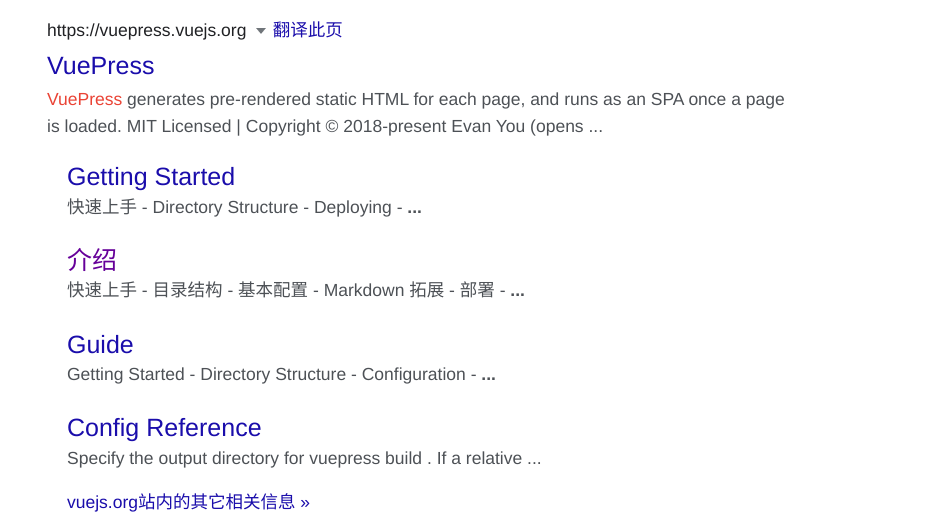 https://vuepress.vuejs.org 翻译此页
VuePress
VuePress generates pre-rendered static HTML for each page, and runs as an SPA once a page
is loaded. MIT Licensed | Copyright © 2018-present Evan You (opens ...
Getting Started
快速上手 - Directory Structure - Deploying - ...
介绍
快速上手 - 目录结构 - 基本配置 - Markdown 拓展 - 部署 - ...
Guide
Getting Started - Directory Structure - Configuration - ...
Config Reference
Specify the output directory for vuepress build . If a relative ...
vuejs.org站内的其它相关信息 »